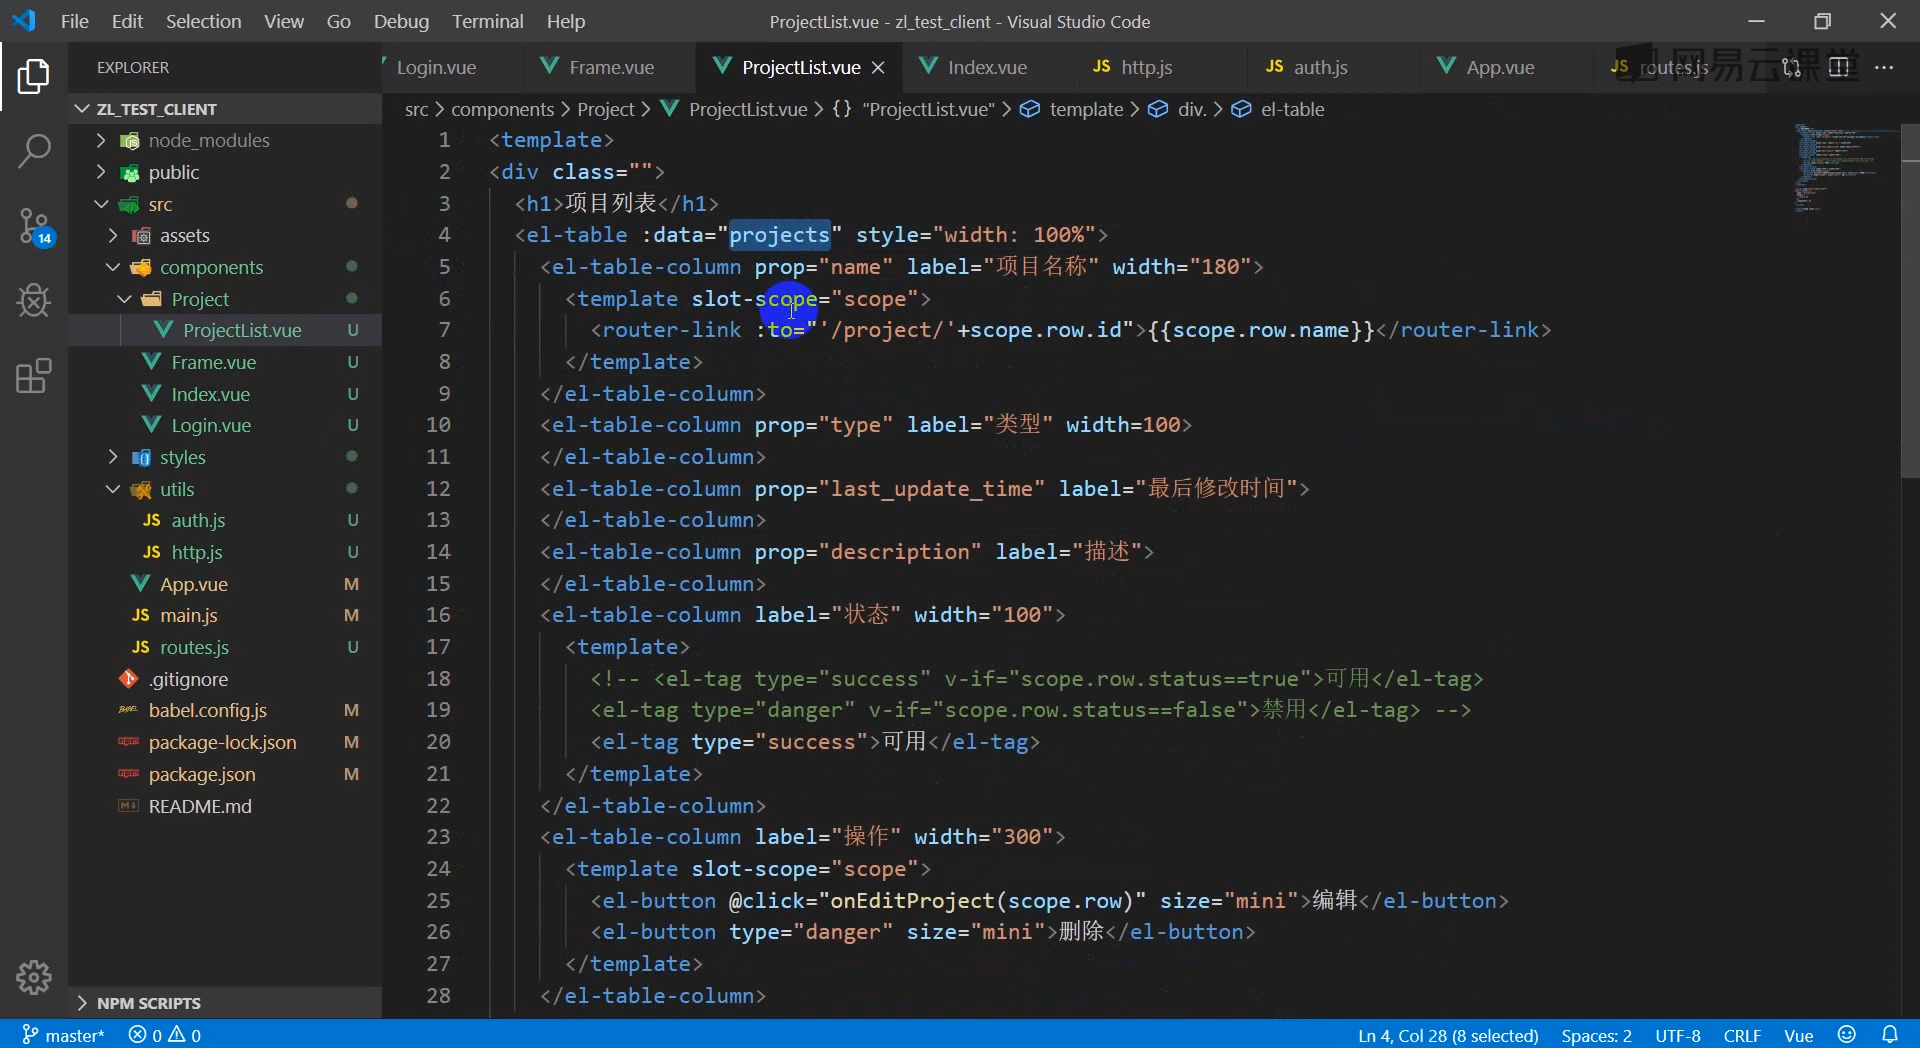 File Edit Selection View Go Debug Terminal Help
ProjectList.vue - zl_test_client - Visual Studio Code
EXPLORER
Login.vue Frame.vue ProjectList.vue Index.vue JS http.js JS auth.js App.vue JS routes.js
网易云课堂
src > components > Project > ProjectList.vue > {} "ProjectList.vue" > template > div. > el-table
ZL_TEST_CLIENT
node_modules
public
src
assets
components
Project
ProjectList.vue U
Frame.vue U
Index.vue U
Login.vue U
styles
utils
JS auth.js U
JS http.js U
App.vue M
JS main.js M
JS routes.js U
.gitignore
babel.config.js M
package-lock.json M
package.json M
README.md
NPM SCRIPTS
14
1 <template>
2 <div class="">
3 <h1>项目列表</h1>
4 <el-table :data="projects" style="width: 100%">
5 <el-table-column prop="name" label="项目名称" width="180">
6 <template slot-scope="scope">
7 <router-link :to="'/project/'+scope.row.id">{{scope.row.name}}</router-link>
8 </template>
9 </el-table-column>
10 <el-table-column prop="type" label="类型" width=100>
11 </el-table-column>
12 <el-table-column prop="last_update_time" label="最后修改时间">
13 </el-table-column>
14 <el-table-column prop="description" label="描述">
15 </el-table-column>
16 <el-table-column label="状态" width="100">
17 <template>
18 <!-- <el-tag type="success" v-if="scope.row.status==true">可用</el-tag>
19 <el-tag type="danger" v-if="scope.row.status==false">禁用</el-tag> -->
20 <el-tag type="success">可用</el-tag>
21 </template>
22 </el-table-column>
23 <el-table-column label="操作" width="300">
24 <template slot-scope="scope">
25 <el-button @click="onEditProject(scope.row)" size="mini">编辑</el-button>
26 <el-button type="danger" size="mini">删除</el-button>
27 </template>
28 </el-table-column>
master* 0 0
Ln 4, Col 28 (8 selected) Spaces: 2 UTF-8 CRLF Vue